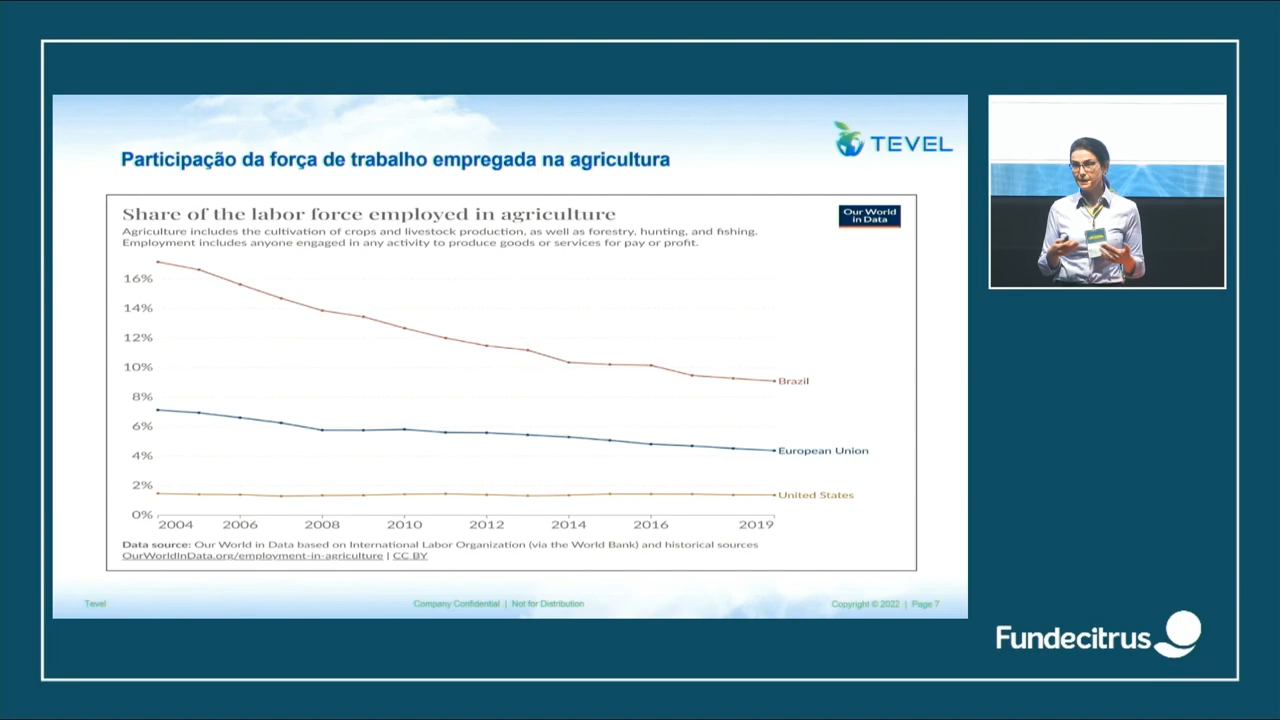 Participação da força de trabalho empregada na agricultura
TEVEL
Share of the labor force employed in agriculture
Our World
in Data
Agriculture includes the cultivation of crops and livestock production, as well as forestry, hunting, and fishing.
Employment includes anyone engaged in any activity to produce goods or services for pay or profit.
16%
14%
12%
10%
8%
6%
4%
2%
0%
Brazil
European Union
United States
2004 2006 2008 2010 2012 2014 2016 2019
Data source: Our World in Data based on International Labor Organization (via the World Bank) and historical sources
OurWorldInData.org/employment-in-agriculture | CC BY
Tevel
Company Confidential | Not for Distribution
Copyright © 2022 | Page 7
Fundecitrus